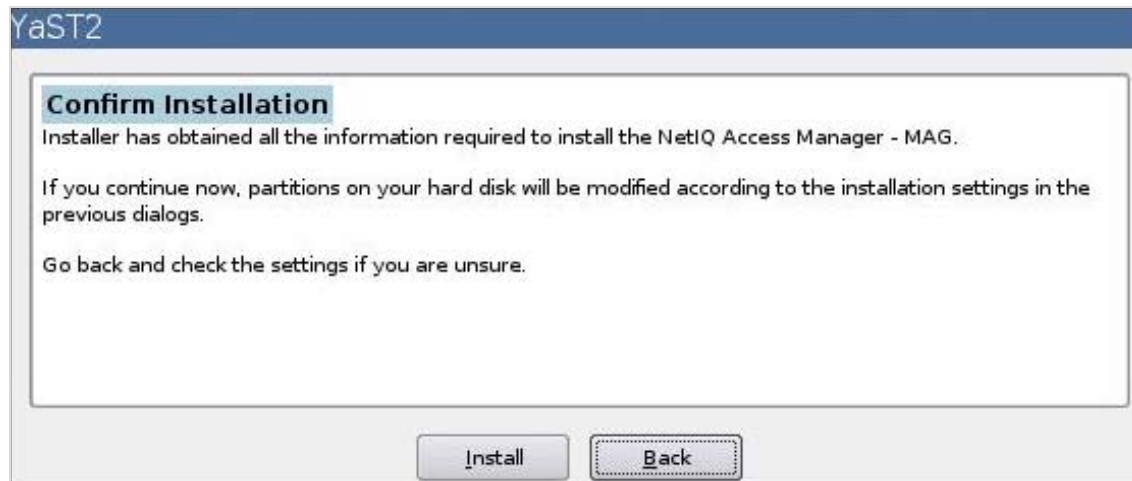 YaST2
Confirm Installation
Installer has obtained all the information required to install the NetIQ Access Manager - MAG.
If you continue now, partitions on your hard disk will be modified according to the installation settings in the
previous dialogs.
Go back and check the settings if you are unsure.
Install
Back